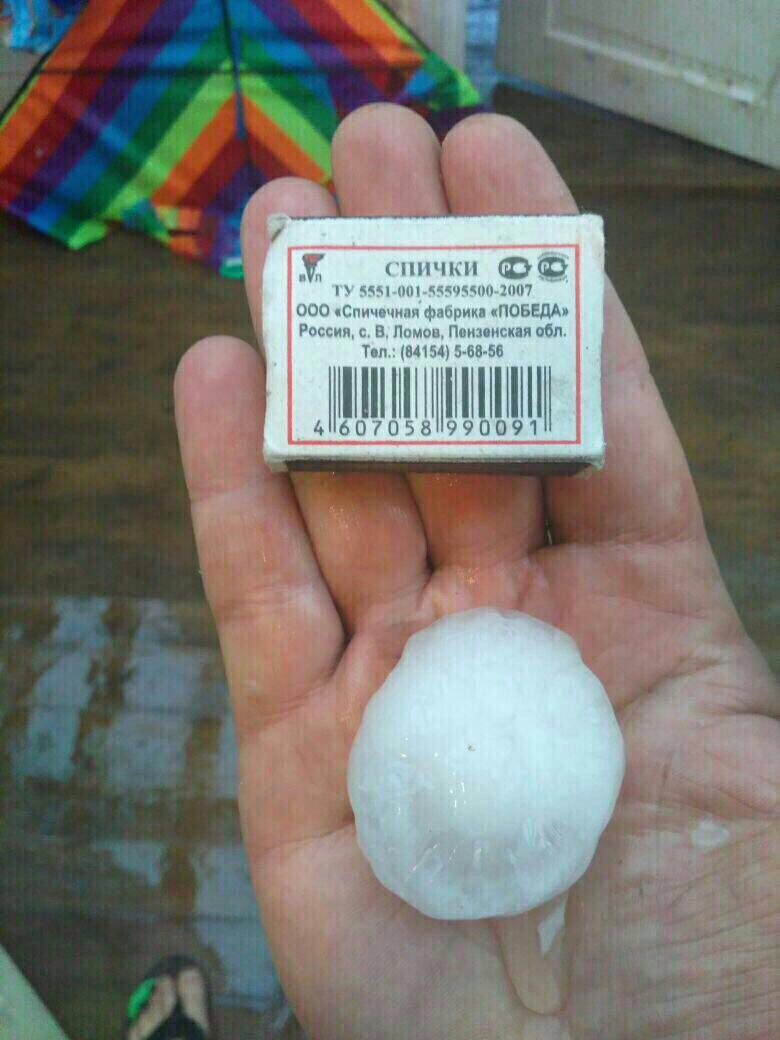 СПИЧКИ
ТУ 5551-001-55595500-2007
ООО «Спичечная фабрика «ПОБЕДА»
Россия, с. В. Ломов, Пензенская обл.
Тел.: (84154) 5-68-56
4 607058 990091